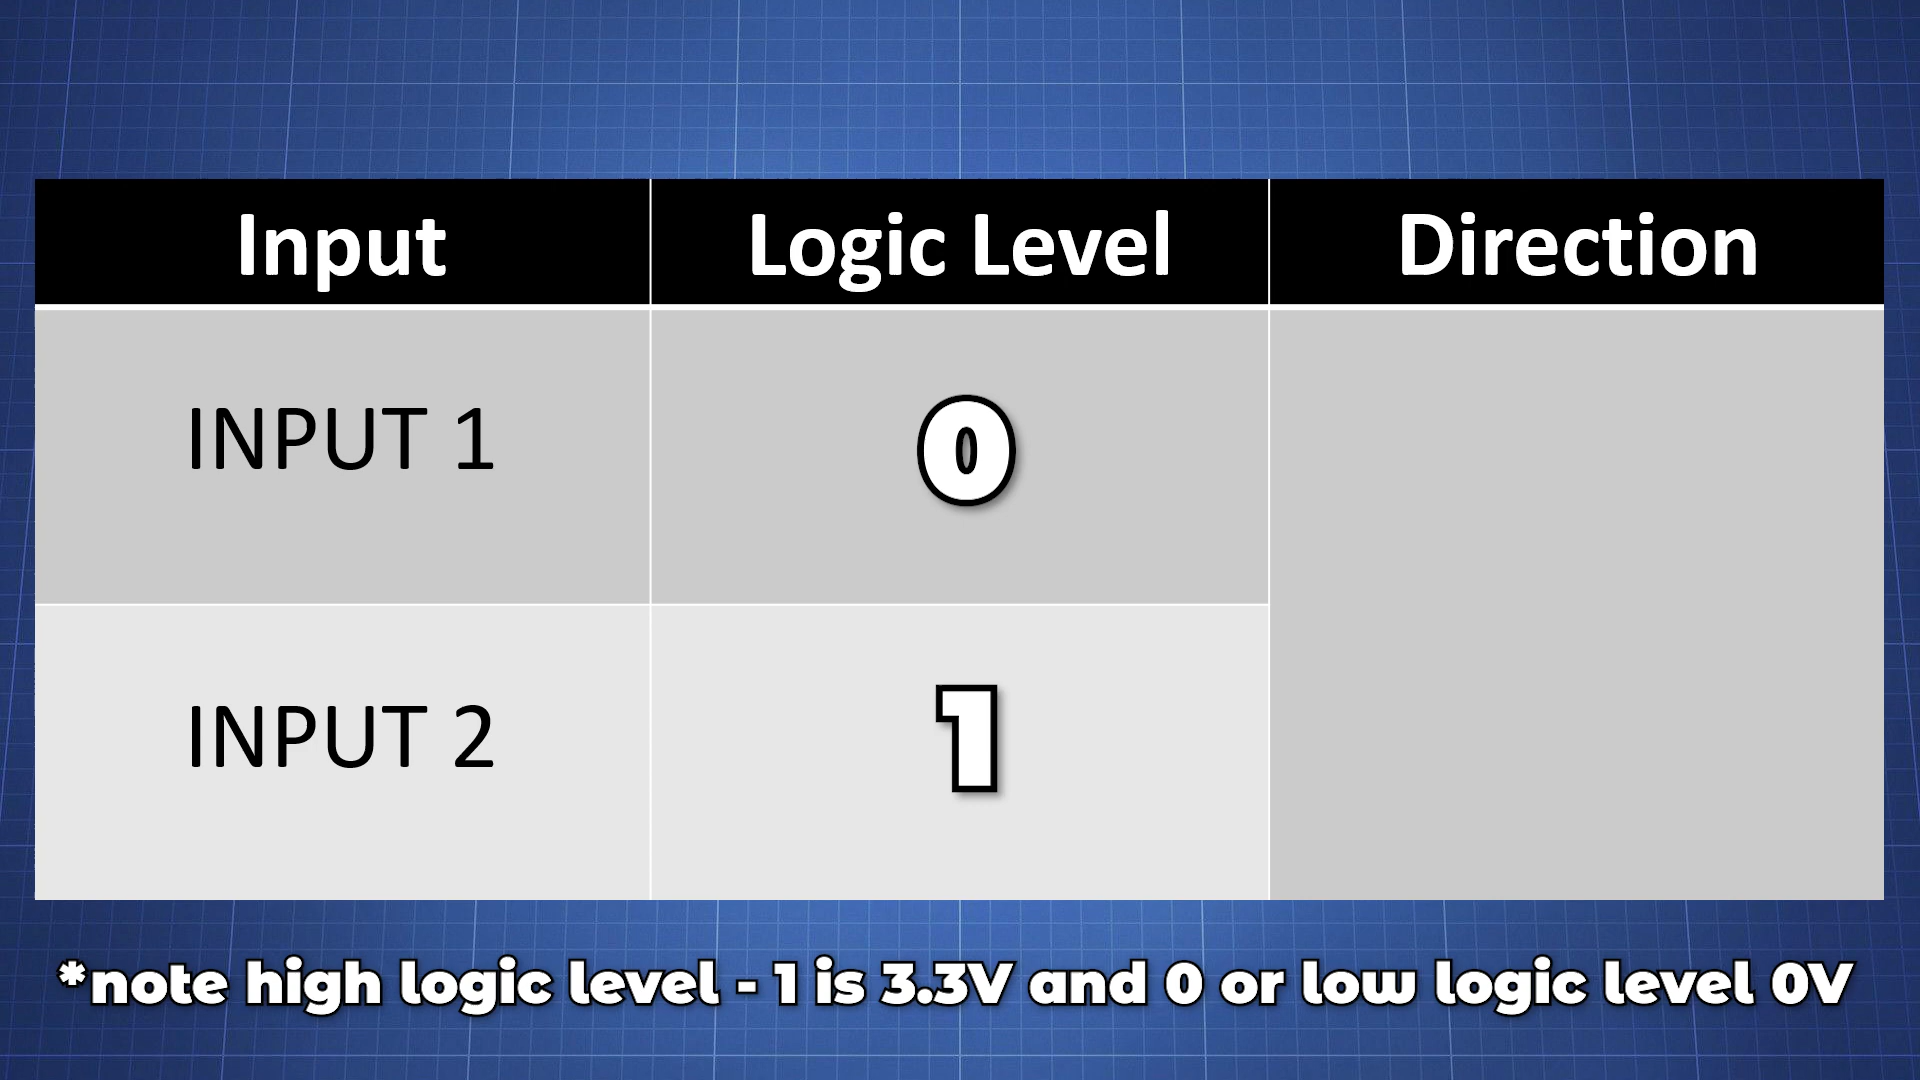 Input Logic Level Direction
INPUT 1 0
INPUT 2 1
*note high logic level - 1 is 3.3V and 0 or low logic level 0V